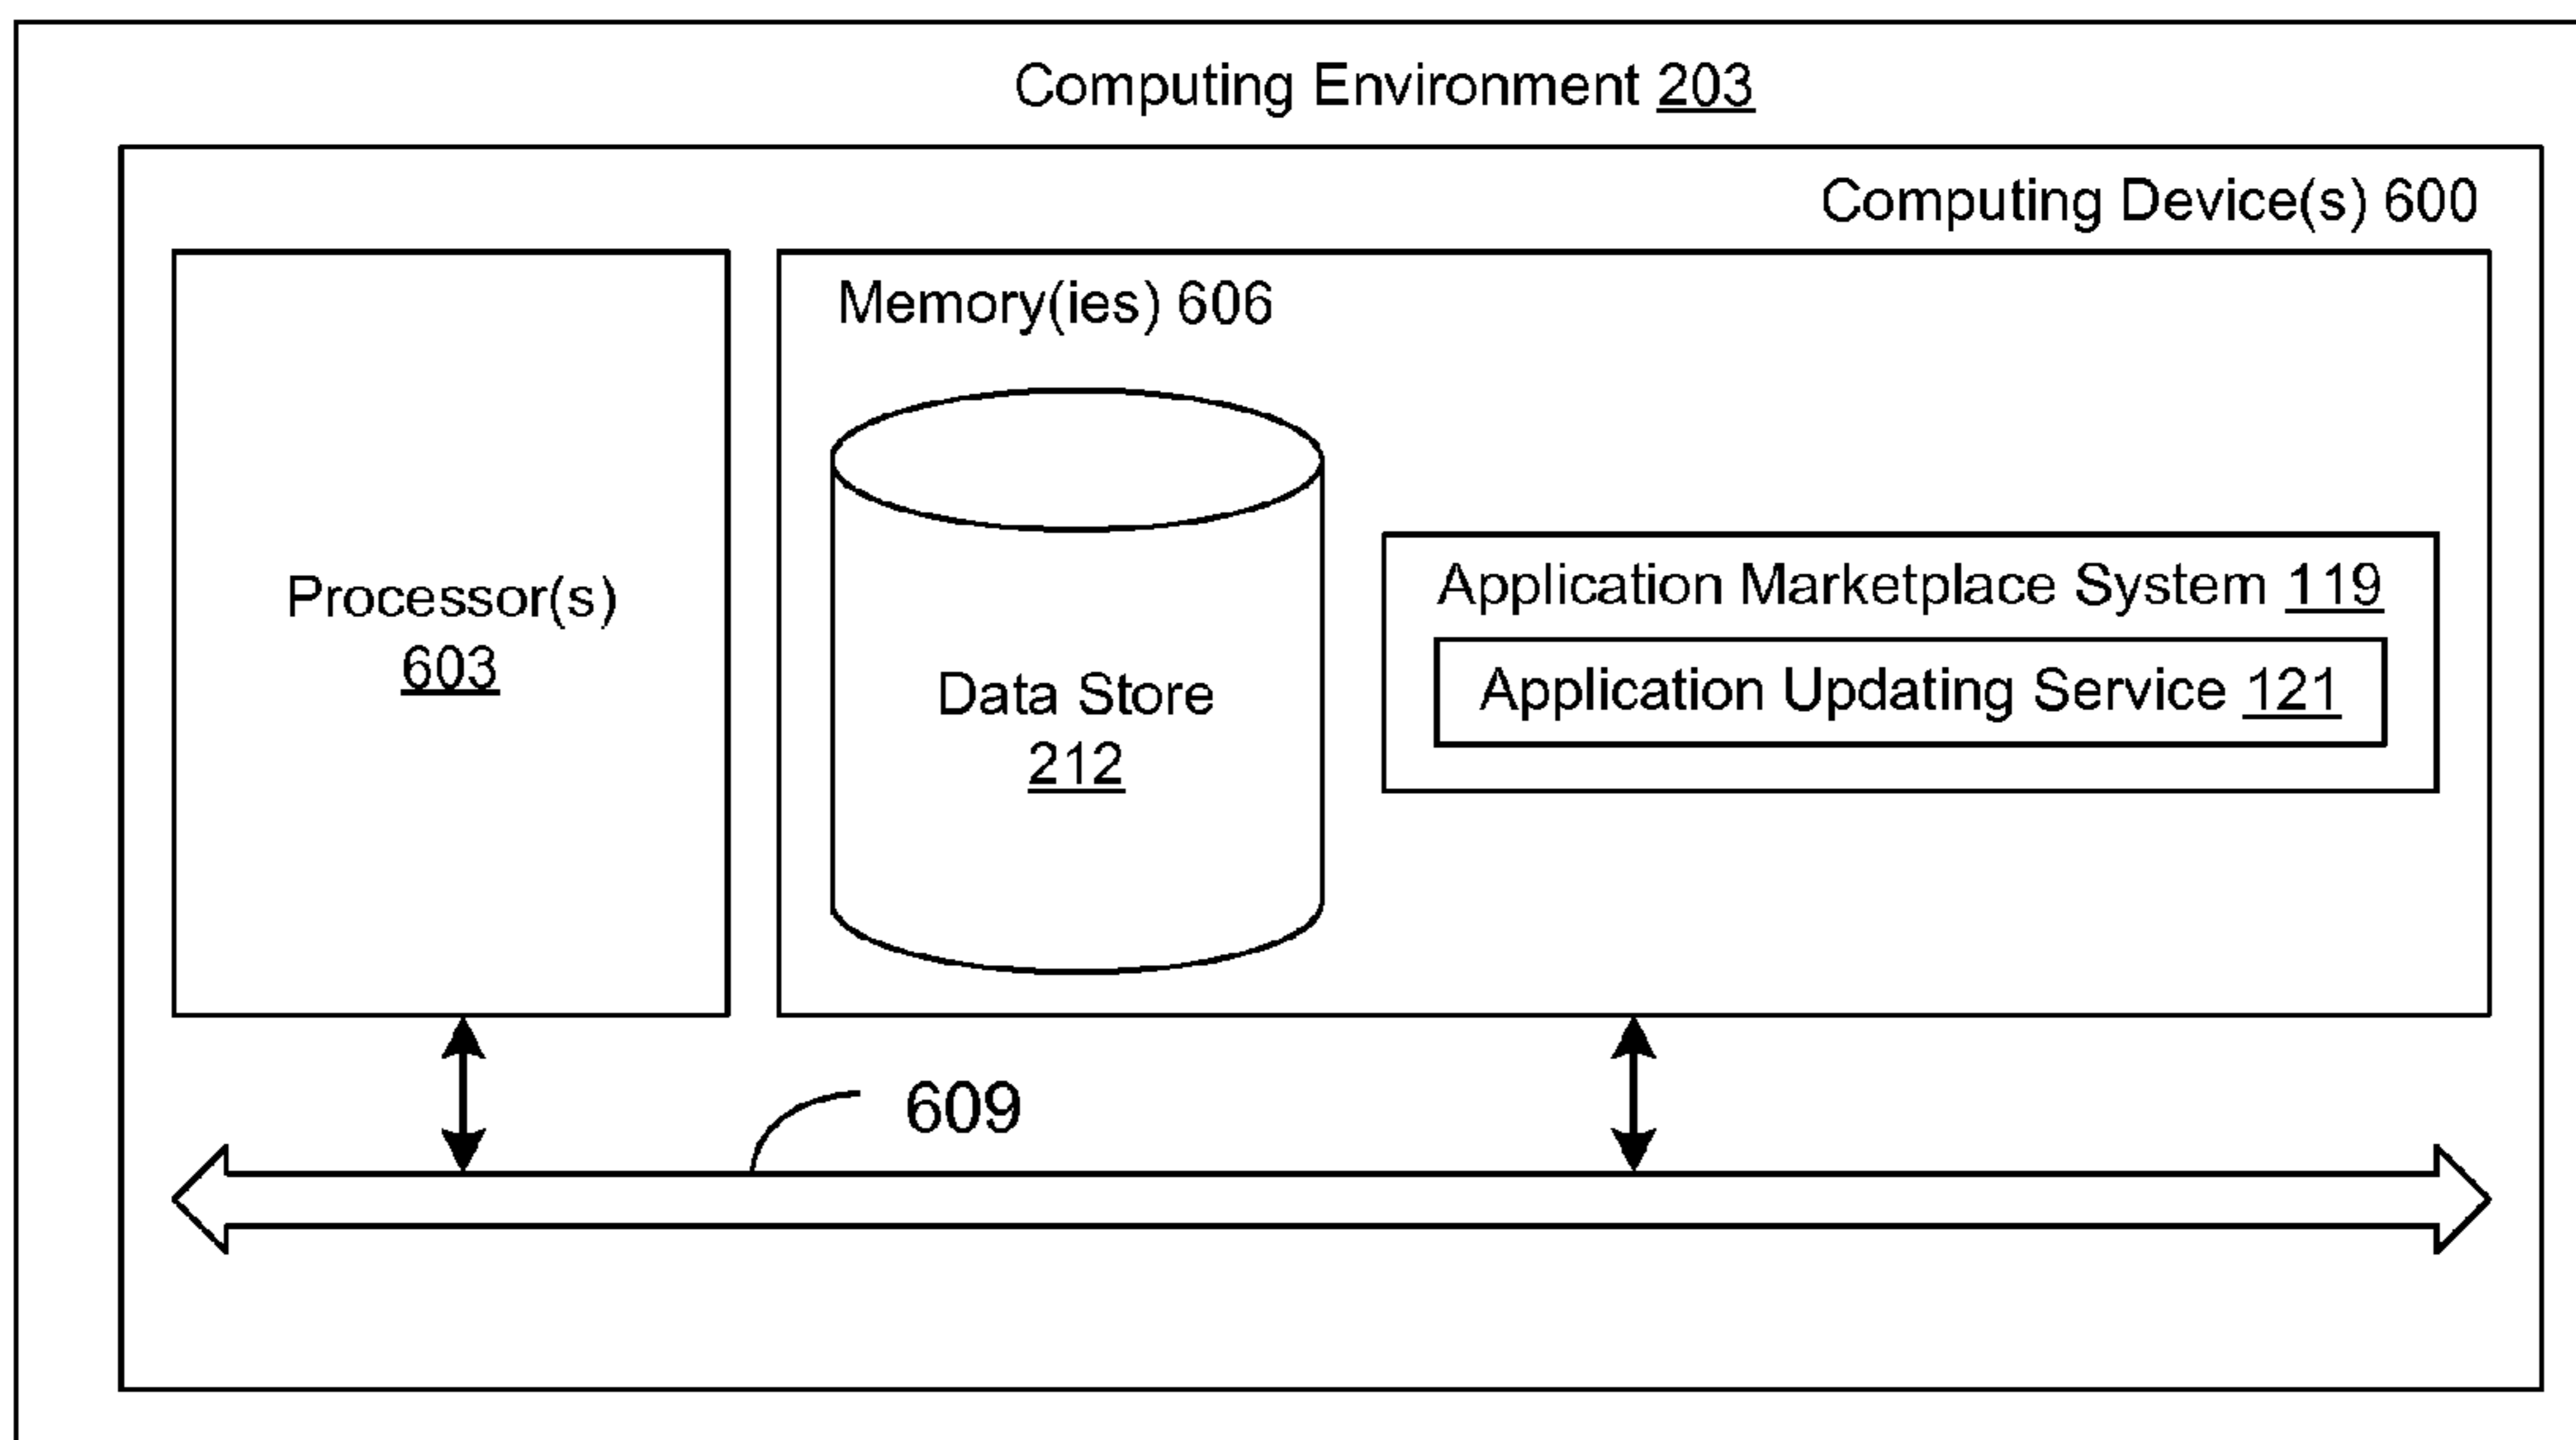 Computing Environment 203
Computing Device(s) 600
Memory(ies) 606
Processor(s)
603
Data Store
212
Application Marketplace System 119
Application Updating Service 121
609